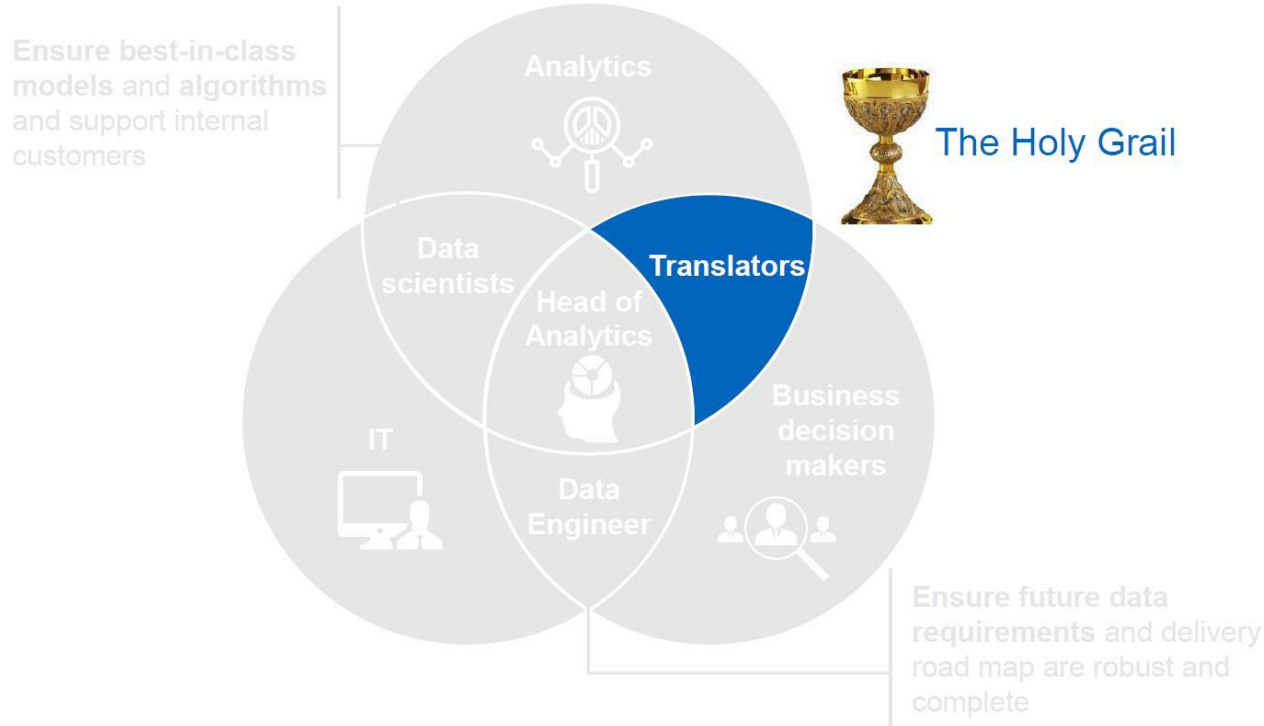 Ensure best-in-class
models and algorithms
and support internal
customers
Analytics
The Holy Grail
Data
scientists
Translators
Head of
Analytics
IT
Business
decision
makers
Data
Engineer
Ensure future data
requirements and delivery
road map are robust and
complete